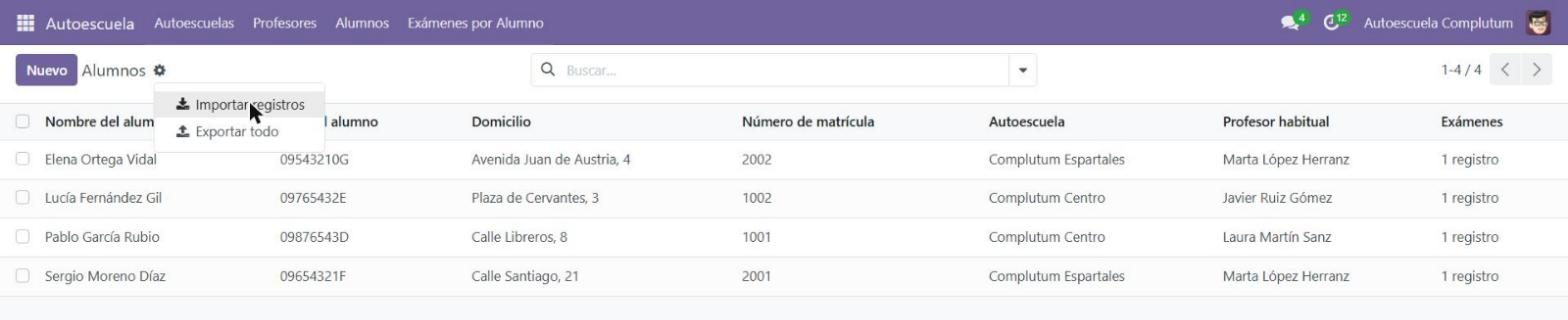 Autoescuela Autoescuelas Profesores Alumnos Exámenes por Alumno 4 12 Autoescuela Complutum
Nuevo Alumnos Buscar... 1-4 / 4
Importar registros
Exportar todo
Nombre del alum alumno Domicilio Número de matrícula Autoescuela Profesor habitual Exámenes
Elena Ortega Vidal 09543210G Avenida Juan de Austria, 4 2002 Complutum Espartales Marta López Herranz 1 registro
Lucía Fernández Gil 09765432E Plaza de Cervantes, 3 1002 Complutum Centro Javier Ruiz Gómez 1 registro
Pablo García Rubio 09876543D Calle Libreros, 8 1001 Complutum Centro Laura Martín Sanz 1 registro
Sergio Moreno Díaz 09654321F Calle Santiago, 21 2001 Complutum Espartales Marta López Herranz 1 registro